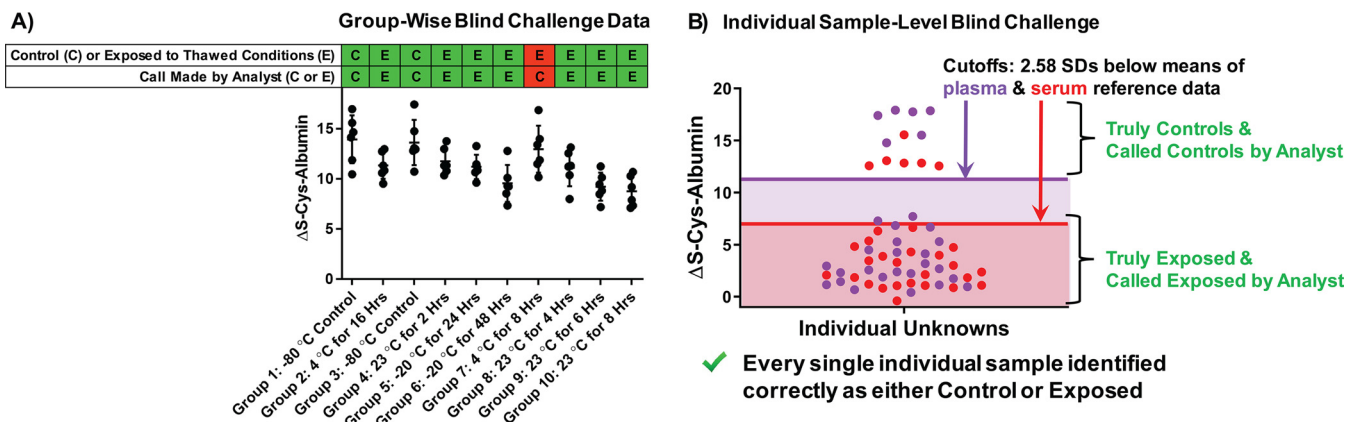 A)
Group-Wise Blind Challenge Data
Control (C) or Exposed to Thawed Conditions (E) C E C E E E E E E E
Call Made by Analyst (C or E) C E C E E E C E E E
ΔS-Cys-Albumin
15
10
5
0
Group 1: -80 °C Control
Group 2: 4 °C for 16 Hrs
Group 3: -80 °C Control
Group 4: 23 °C for 2 Hrs
Group 5: -20 °C for 24 Hrs
Group 6: -20 °C for 48 Hrs
Group 7: 4 °C for 8 Hrs
Group 8: 23 °C for 4 Hrs
Group 9: 23 °C for 6 Hrs
Group 10: 23 °C for 8 Hrs
B) Individual Sample-Level Blind Challenge
Cutoffs: 2.58 SDs below means of
plasma & serum reference data
ΔS-Cys-Albumin
20
15
10
5
0
Truly Controls &
Called Controls by Analyst
Truly Exposed &
Called Exposed by Analyst
Individual Unknowns
Every single individual sample identified
correctly as either Control or Exposed